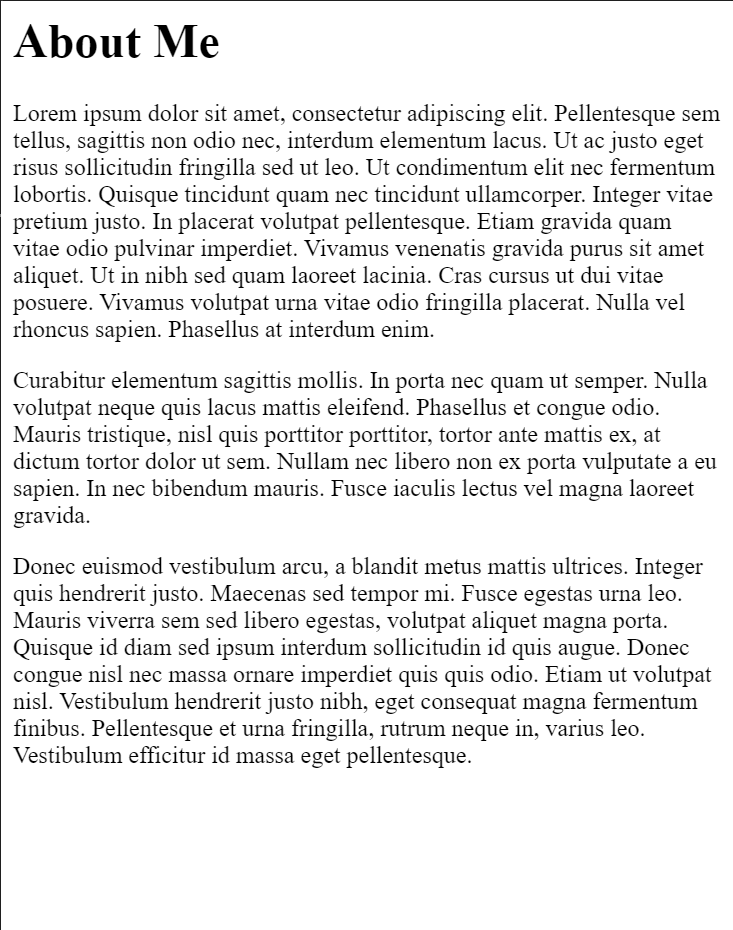 About Me
Lorem ipsum dolor sit amet, consectetur adipiscing elit. Pellentesque sem
tellus, sagittis non odio nec, interdum elementum lacus. Ut ac justo eget
risus sollicitudin fringilla sed ut leo. Ut condimentum elit nec fermentum
lobortis. Quisque tincidunt quam nec tincidunt ullamcorper. Integer vitae
pretium justo. In placerat volutpat pellentesque. Etiam gravida quam
vitae odio pulvinar imperdiet. Vivamus venenatis gravida purus sit amet
aliquet. Ut in nibh sed quam laoreet lacinia. Cras cursus ut dui vitae
posuere. Vivamus volutpat urna vitae odio fringilla placerat. Nulla vel
rhoncus sapien. Phasellus at interdum enim.
Curabitur elementum sagittis mollis. In porta nec quam ut semper. Nulla
volutpat neque quis lacus mattis eleifend. Phasellus et congue odio.
Mauris tristique, nisl quis porttitor porttitor, tortor ante mattis ex, at
dictum tortor dolor ut sem. Nullam nec libero non ex porta vulputate a eu
sapien. In nec bibendum mauris. Fusce iaculis lectus vel magna laoreet
gravida.
Donec euismod vestibulum arcu, a blandit metus mattis ultrices. Integer
quis hendrerit justo. Maecenas sed tempor mi. Fusce egestas urna leo.
Mauris viverra sem sed libero egestas, volutpat aliquet magna porta.
Quisque id diam sed ipsum interdum sollicitudin id quis augue. Donec
congue nisl nec massa ornare imperdiet quis quis odio. Etiam ut volutpat
nisl. Vestibulum hendrerit justo nibh, eget consequat magna fermentum
finibus. Pellentesque et urna fringilla, rutrum neque in, varius leo.
Vestibulum efficitur id massa eget pellentesque.